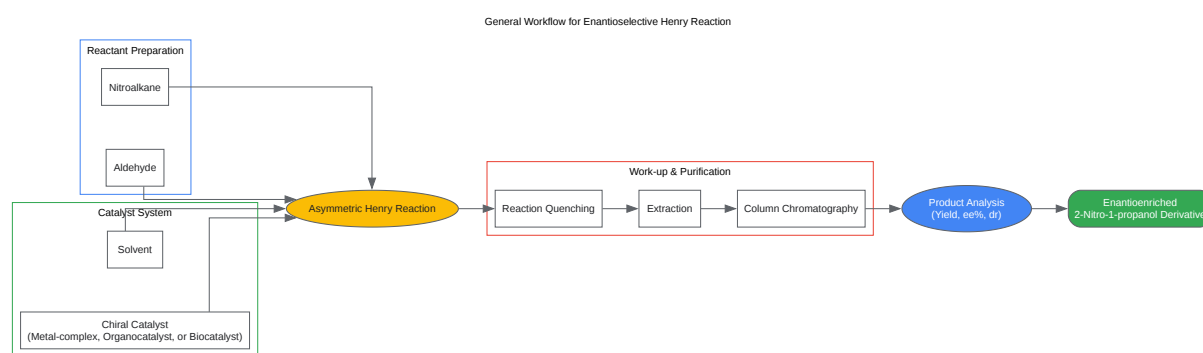 General Workflow for Enantioselective Henry Reaction
Reactant Preparation
Nitroalkane
Aldehyde
Catalyst System
Solvent
Chiral Catalyst
(Metal-complex, Organocatalyst, or Biocatalyst)
Asymmetric Henry Reaction
Work-up & Purification
Reaction Quenching
Extraction
Column Chromatography
Product Analysis
(Yield, ee%, dr)
Enantioenriched
2-Nitro-1-propanol Derivative